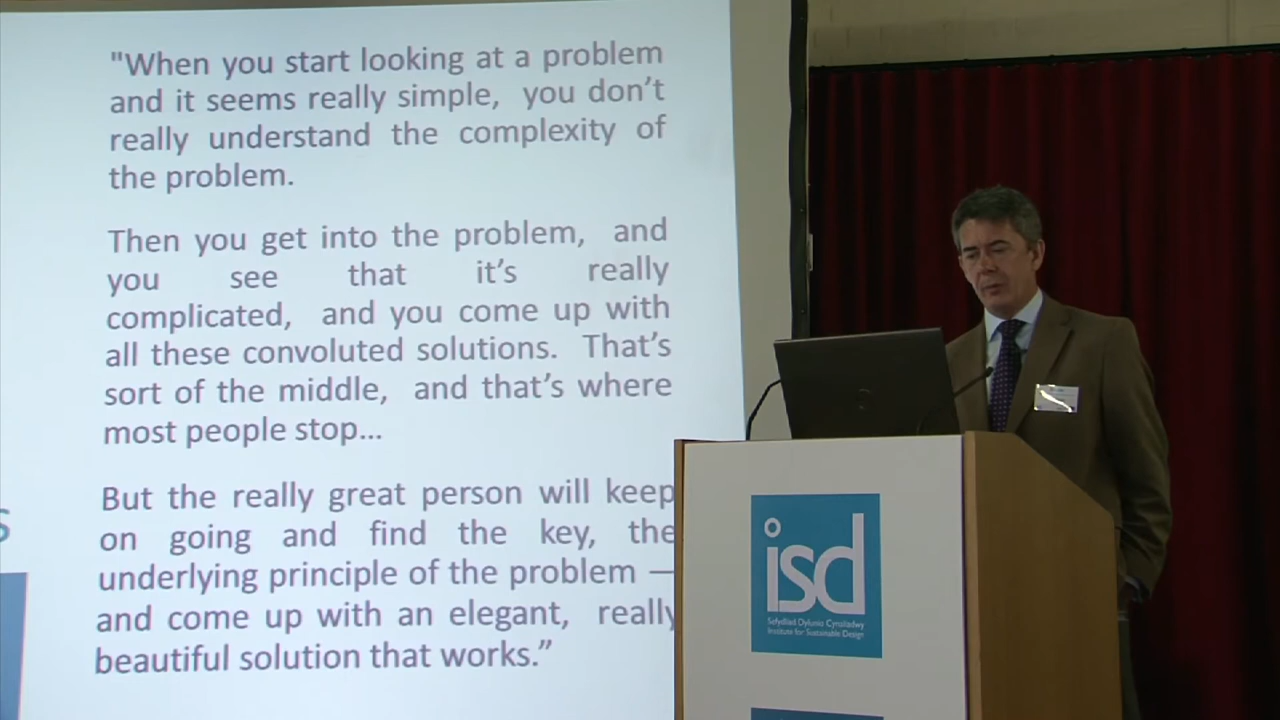 "When you start looking at a problem
and it seems really simple, you don't
really understand the complexity of
the problem.
Then you get into the problem, and
you see that it's really
complicated, and you come up with
all these convoluted solutions. That's
sort of the middle, and that's where
most people stop...
But the really great person will keep
on going and find the key, the
underlying principle of the problem —
and come up with an elegant, really
beautiful solution that works.”
s
isd
Sefydliad Dylunio Cynaliadwy
Institute for Sustainable Design